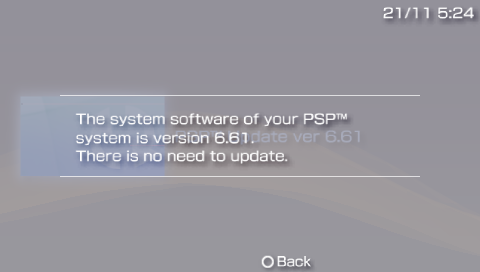 21/11 5:24
The system software of your PSP™
system is version 6.61.
date ver 6.61
There is no need to update.
Back